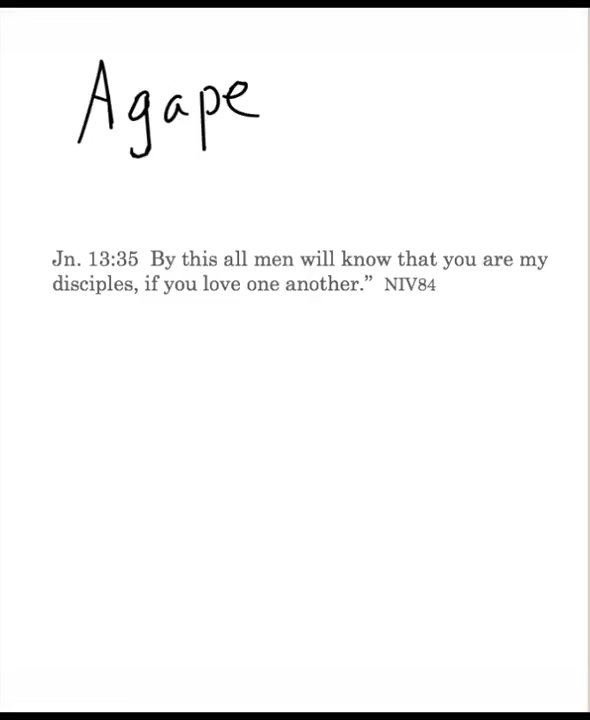 Agape
Jn. 13:35  By this all men will know that you are my
disciples, if you love one another.”  NIV84